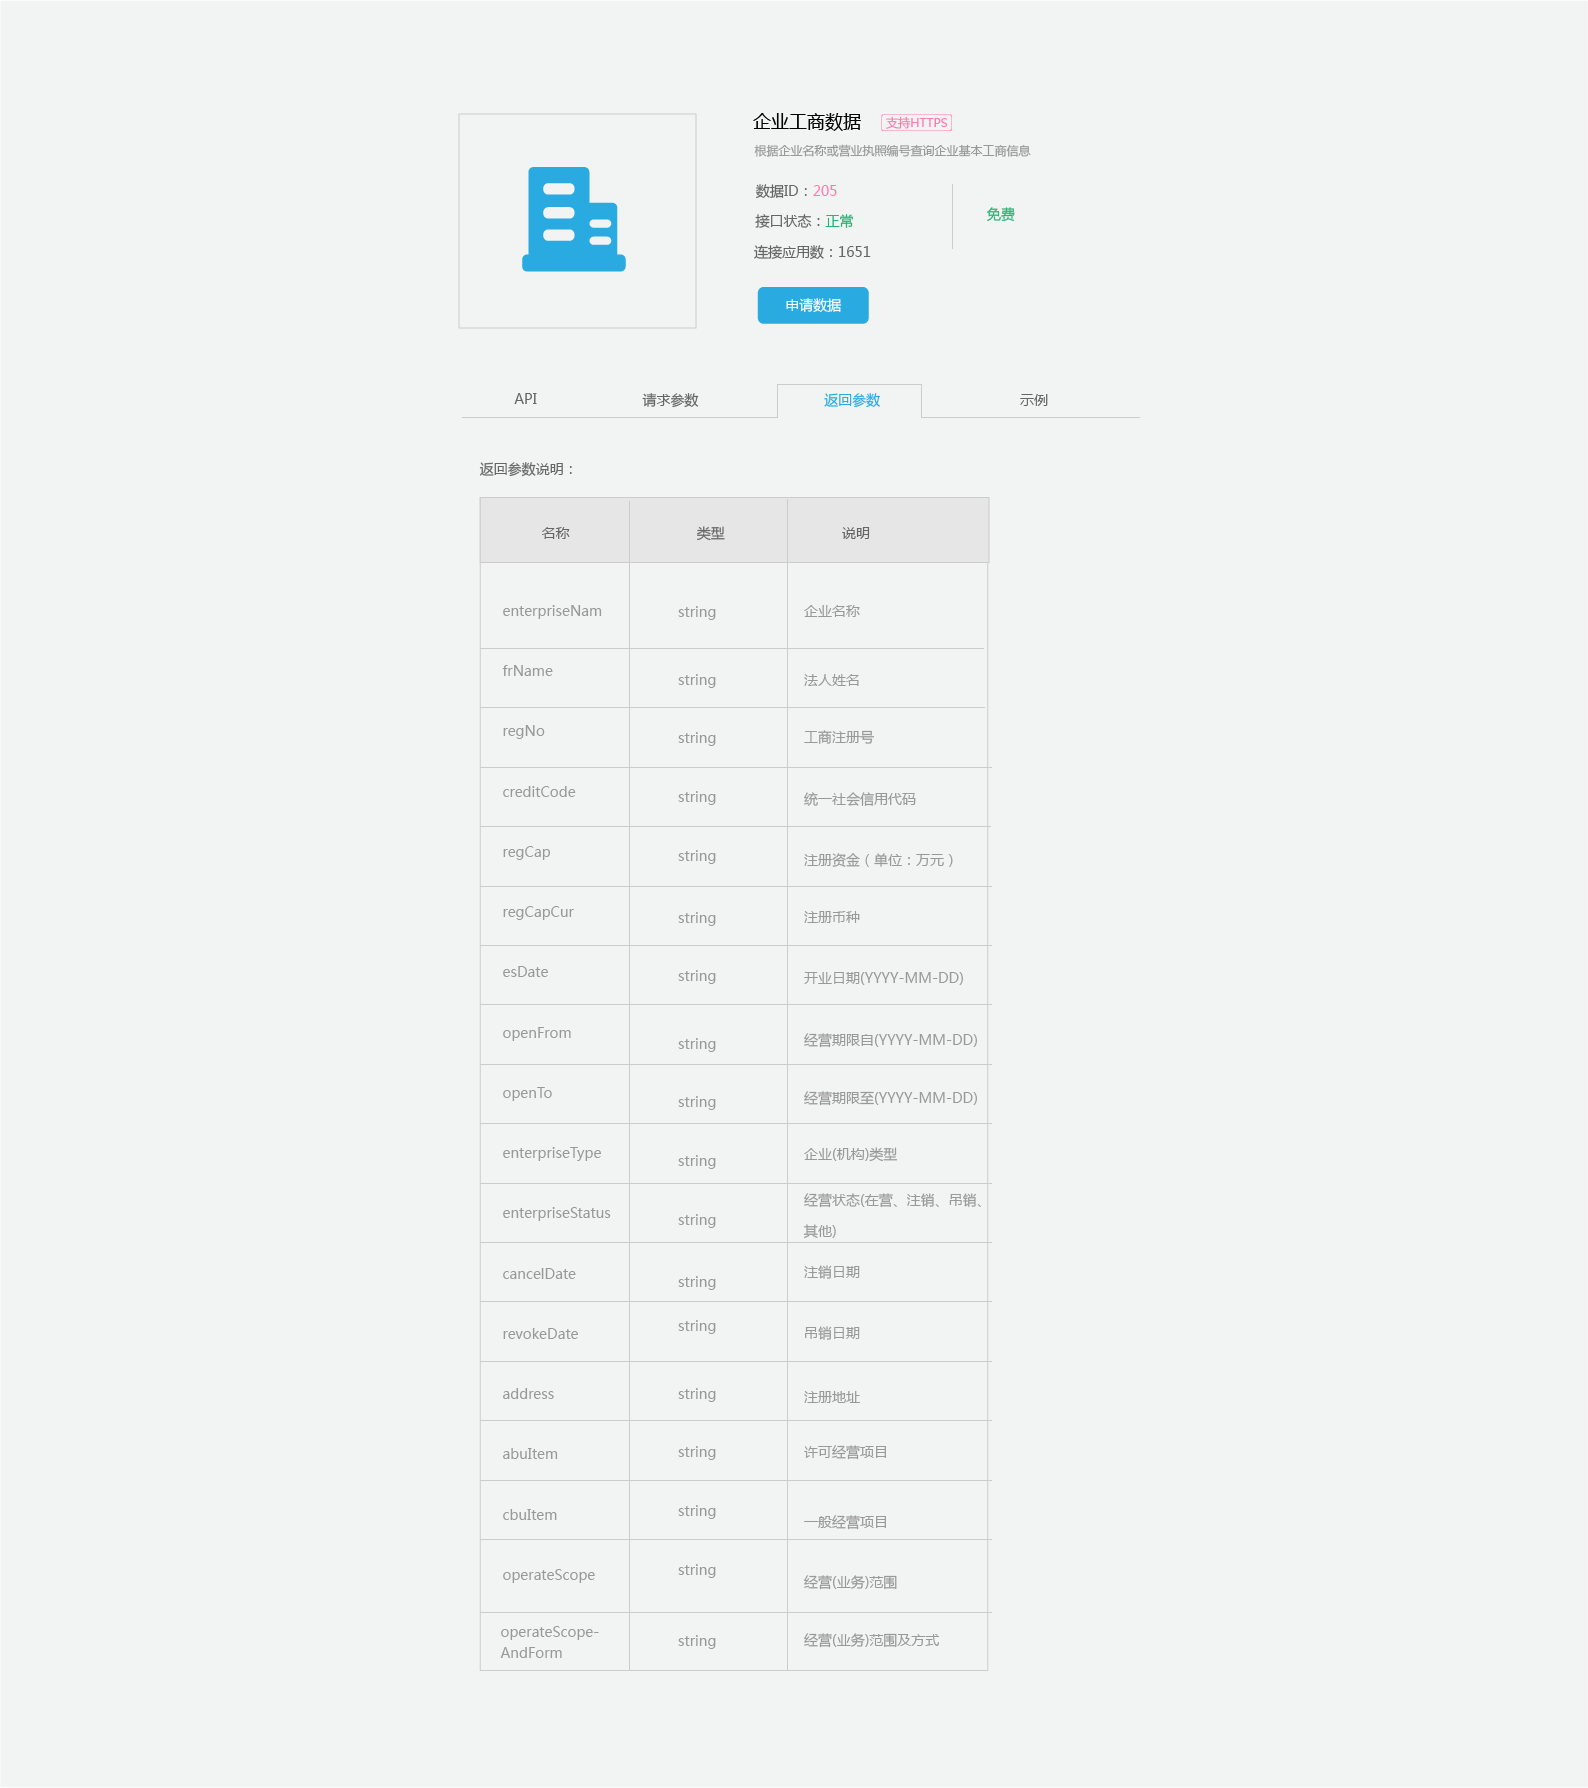 企业工商数据 支持HTTPS
根据企业名称或营业执照编号查询企业基本工商信息
数据ID：205
接口状态：正常
连接应用数：1651
免费
申请数据
API 请求参数 返回参数 示例
返回参数说明：
名称 类型 说明
enterpriseNam string 企业名称
frName string 法人姓名
regNo string 工商注册号
creditCode string 统一社会信用代码
regCap string 注册资金（单位：万元）
regCapCur string 注册币种
esDate string 开业日期(YYYY-MM-DD)
openFrom string 经营期限自(YYYY-MM-DD)
openTo string 经营期限至(YYYY-MM-DD)
enterpriseType string 企业(机构)类型
enterpriseStatus string 经营状态(在营、注销、吊销、
其他)
cancelDate string 注销日期
revokeDate string 吊销日期
address string 注册地址
abuItem string 许可经营项目
cbuItem string 一般经营项目
operateScope string 经营(业务)范围
operateScope-
AndForm string 经营(业务)范围及方式